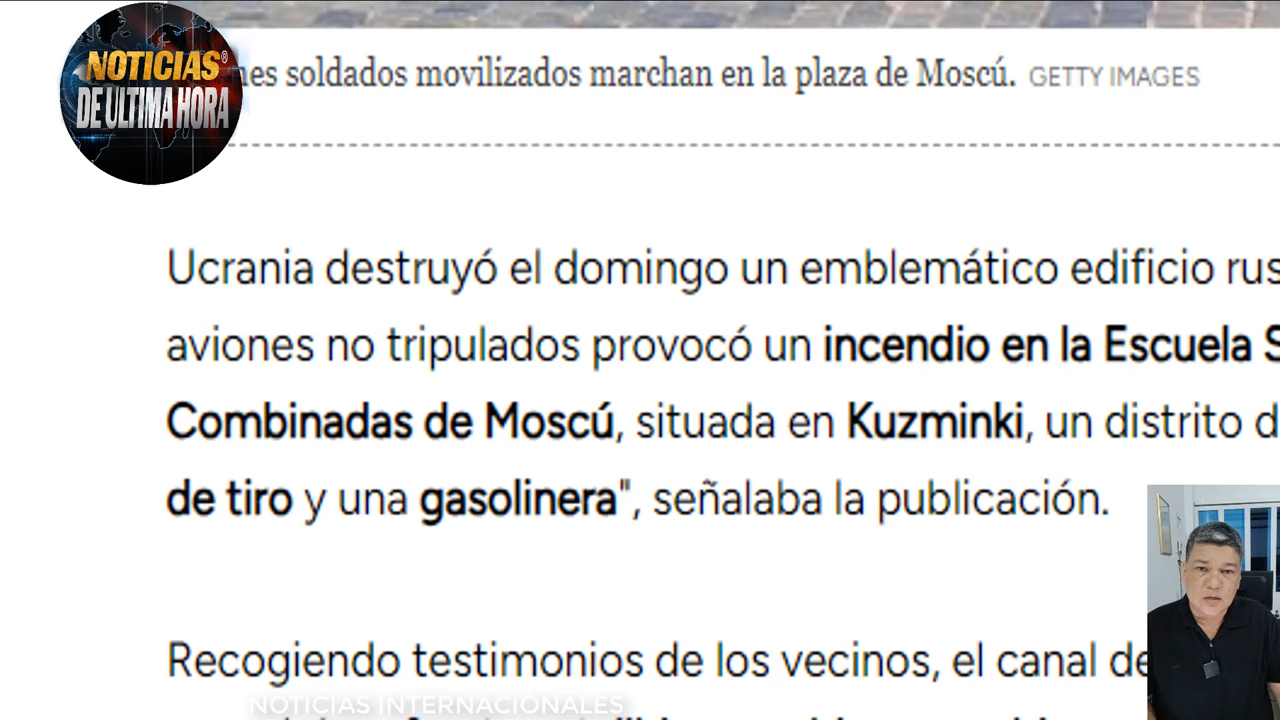 NOTICIAS®
DE ULTIMA HORA
nes soldados movilizados marchan en la plaza de Moscú. GETTY IMAGES
Ucrania destruyó el domingo un emblemático edificio rus
aviones no tripulados provocó un incendio en la Escuela S
Combinadas de Moscú, situada en Kuzminki, un distrito d
de tiro y una gasolinera", señalaba la publicación.
Recogiendo testimonios de los vecinos, el canal de
NOTICIAS INTERNACIONALES